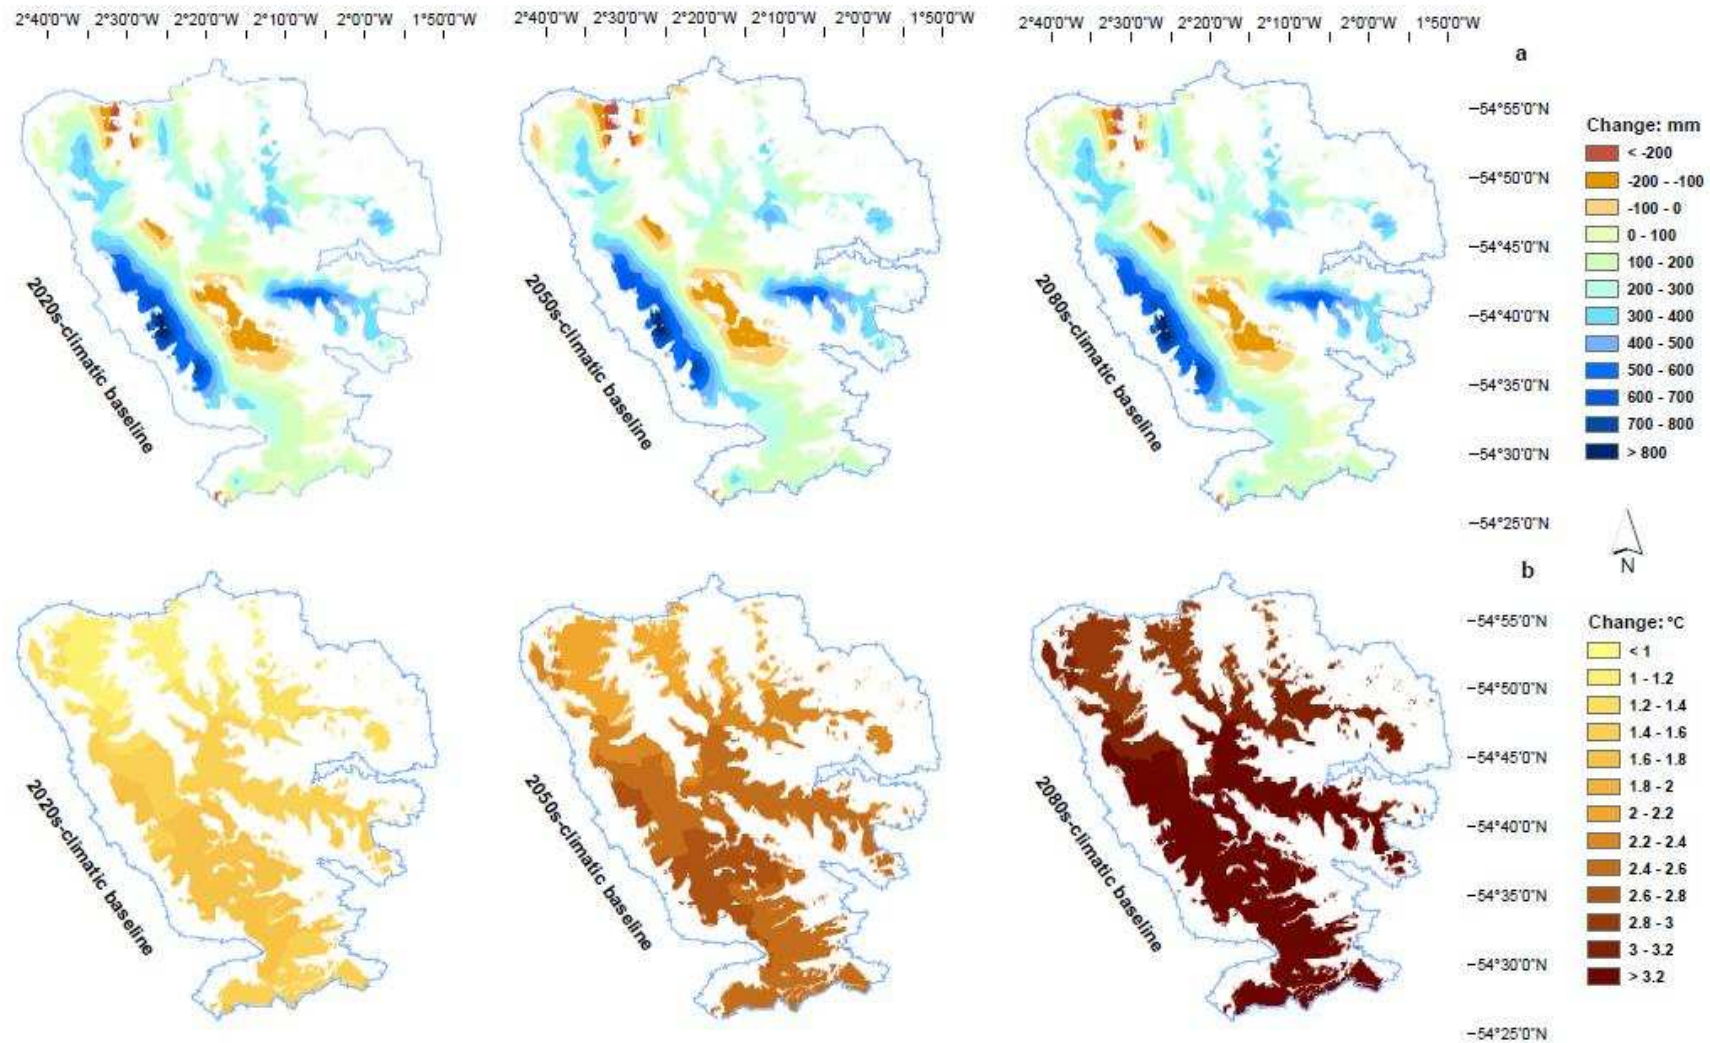 2°40'0"W 2°30'0"W 2°20'0"W 2°10'0"W 2°00'W 1°50'0"W
2°40'0"W 2°30'0"W 2°20'0"W 2°10'0"W 2°0'0"W 1°50'0"W
2°40'0"W 2°30'0"W 2°20'0"W 2°10'0"W 2°0'0"W 1°50'0"W
a
2020s-climatic baseline
2050s-climatic baseline
2080s-climatic baseline
54°55'0"N
54°50'0"N
54°45'0"N
54°40'0"N
54°35'0"N
54°30'0"N
54°25'0"N
Change: mm
< -200
-200 - -100
-100 - 0
0 - 100
100 - 200
200 - 300
300 - 400
400 - 500
500 - 600
600 - 700
700 - 800
> 800
N
b
2020s-climatic baseline
2050s-climatic baseline
2080s-climatic baseline
54°55'0"N
54°50'0"N
54°45'0"N
54°40'0"N
54°35'0"N
54°30'0"N
54°25'0"N
Change: °C
< 1
1 - 1.2
1.2 - 1.4
1.4 - 1.6
1.6 - 1.8
1.8 - 2
2 - 2.2
2.2 - 2.4
2.4 - 2.6
2.6 - 2.8
2.8 - 3
3 - 3.2
> 3.2